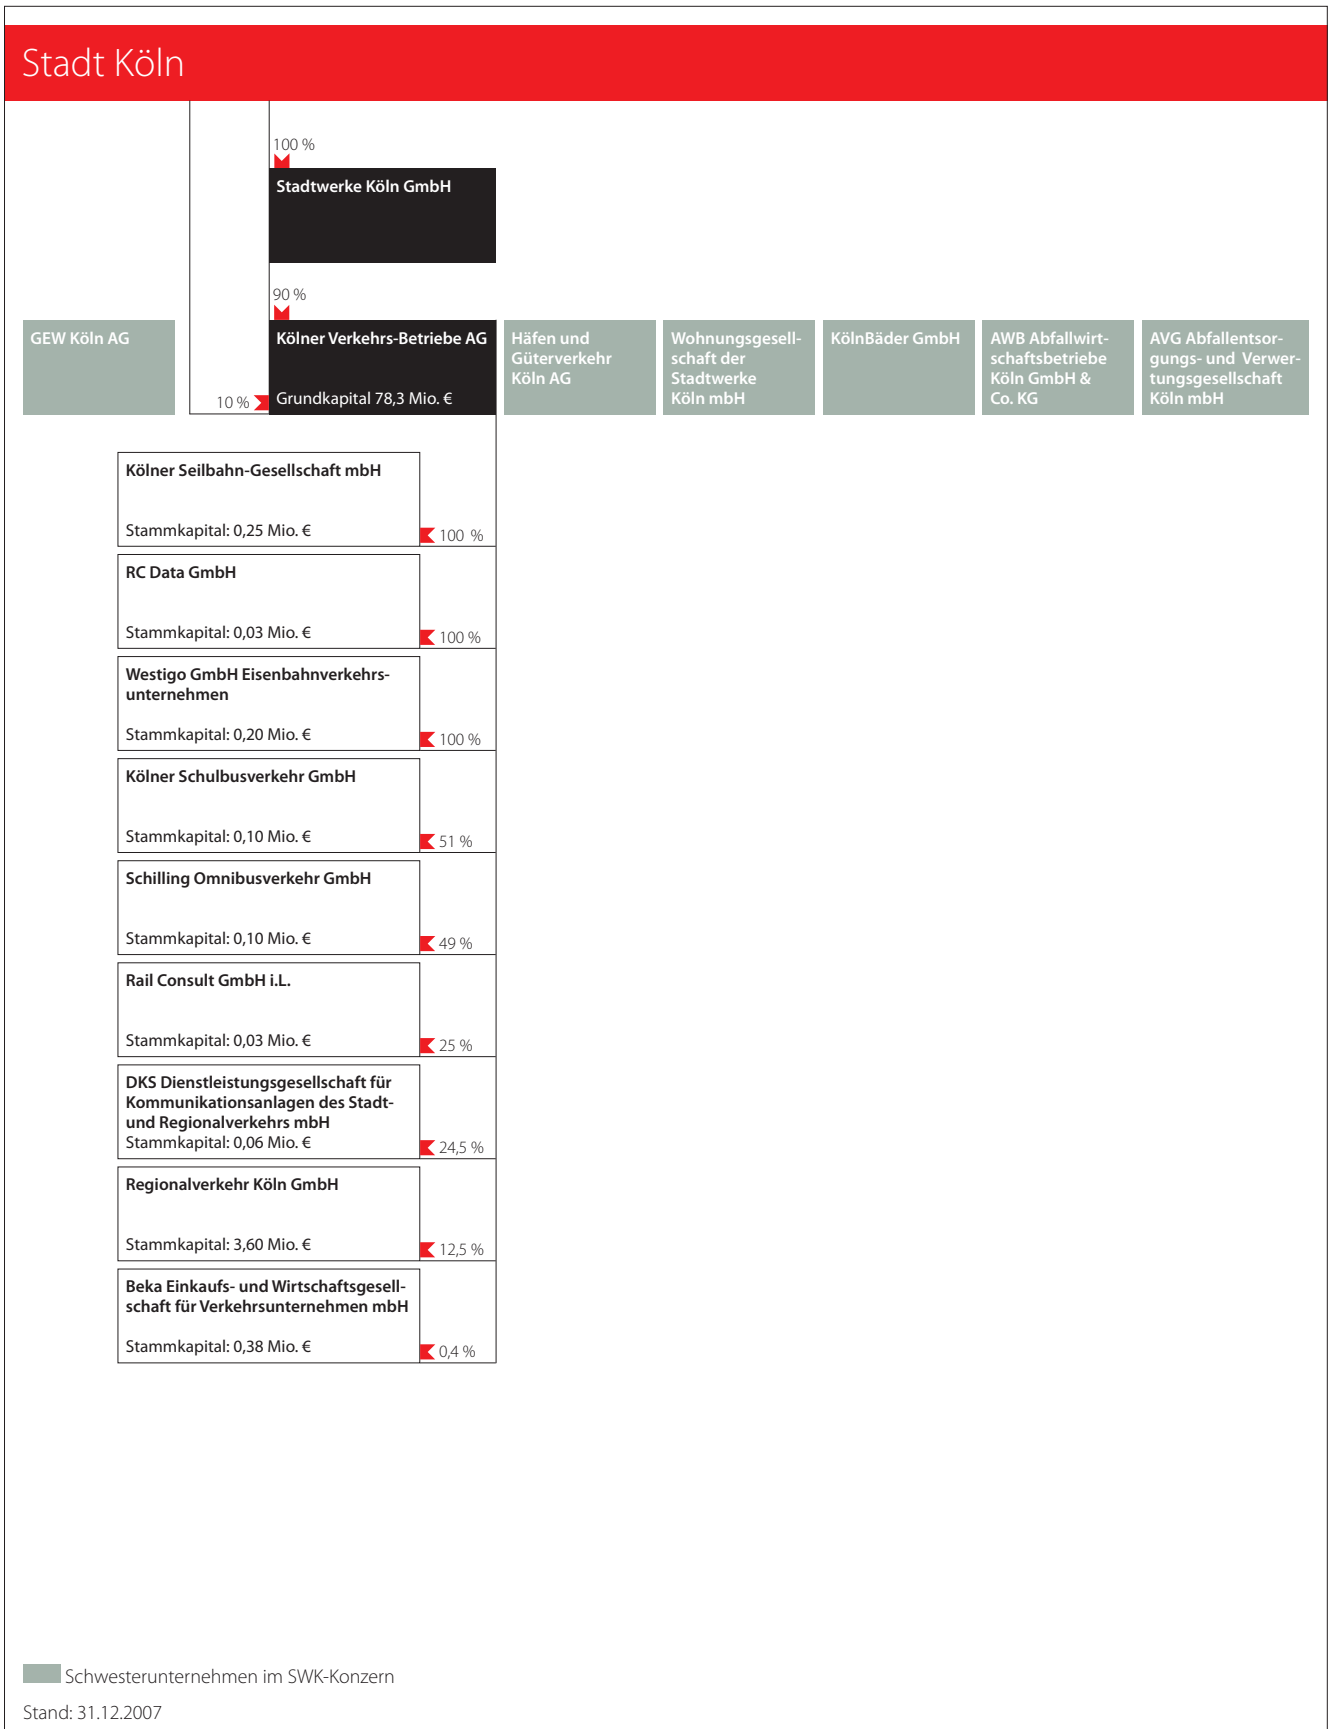 Stadt Köln
100 %
Stadtwerke Köln GmbH
90 %
GEW Köln AG
Kölner Verkehrs-Betriebe AG
10 %
Grundkapital 78,3 Mio. €
Häfen und
Güterverkehr
Köln AG
Wohnungsgesell-
schaft der
Stadtwerke
Köln mbH
KölnBäder GmbH
AWB Abfallwirt-
schaftsbetriebe
Köln GmbH &
Co. KG
AVG Abfallentsor-
gungs- und Verwer-
tungsgesellschaft
Köln mbH
Kölner Seilbahn-Gesellschaft mbH
Stammkapital: 0,25 Mio. €
100 %
RC Data GmbH
Stammkapital: 0,03 Mio. €
100 %
Westigo GmbH Eisenbahnverkehrs-
unternehmen
Stammkapital: 0,20 Mio. €
100 %
Kölner Schulbusverkehr GmbH
Stammkapital: 0,10 Mio. €
51 %
Schilling Omnibusverkehr GmbH
Stammkapital: 0,10 Mio. €
49 %
Rail Consult GmbH i.L.
Stammkapital: 0,03 Mio. €
25 %
DKS Dienstleistungsgesellschaft für
Kommunikationsanlagen des Stadt-
und Regionalverkehrs mbH
Stammkapital: 0,06 Mio. €
24,5 %
Regionalverkehr Köln GmbH
Stammkapital: 3,60 Mio. €
12,5 %
Beka Einkaufs- und Wirtschaftsgesell-
schaft für Verkehrsunternehmen mbH
Stammkapital: 0,38 Mio. €
0,4 %
Schwesterunternehmen im SWK-Konzern
Stand: 31.12.2007